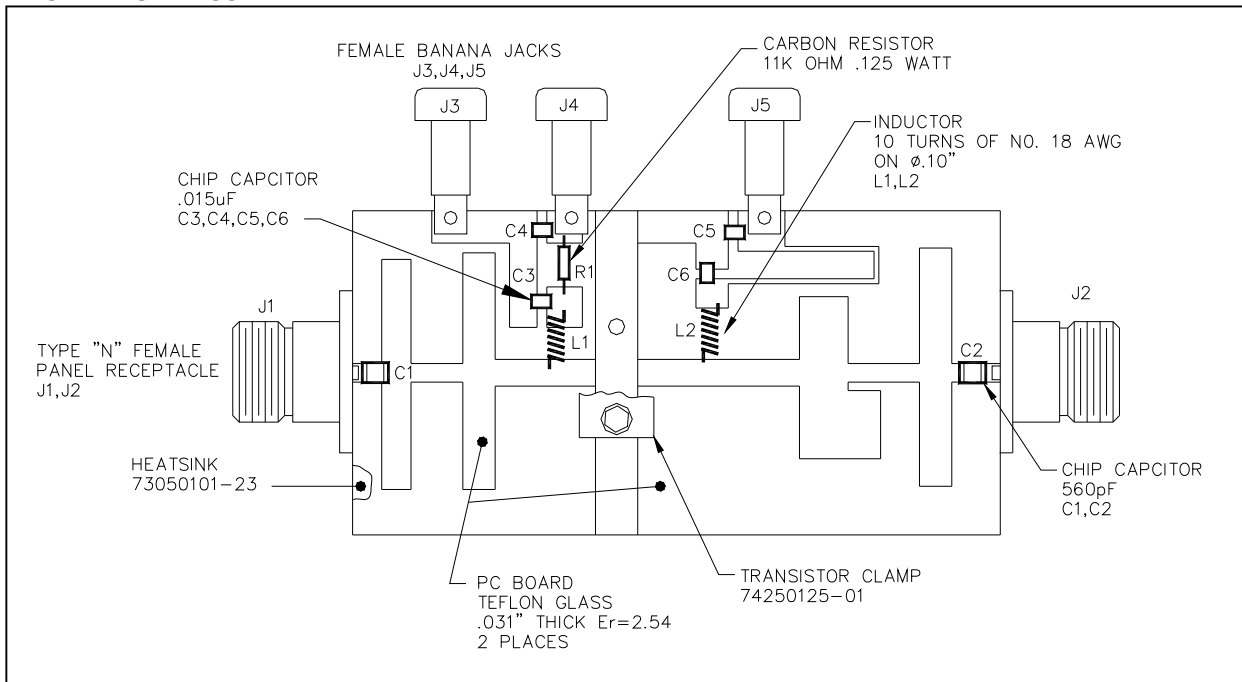 FEMALE BANANA JACKS
J3,J4,J5
CARBON RESISTOR
11K OHM .125 WATT
J3
J4
J5
INDUCTOR
10 TURNS OF NO. 18 AWG
ON ø.10"
L1,L2
CHIP CAPCITOR
.015uF
C3,C4,C5,C6
C4
C5
C3
R1
C6
J1
J2
L1
L2
TYPE "N" FEMALE
PANEL RECEPTACLE
J1,J2
C1
C2
HEATSINK
73050101-23
CHIP CAPCITOR
560pF
C1,C2
PC BOARD
TEFLON GLASS
.031" THICK Er=2.54
2 PLACES
TRANSISTOR CLAMP
74250125-01